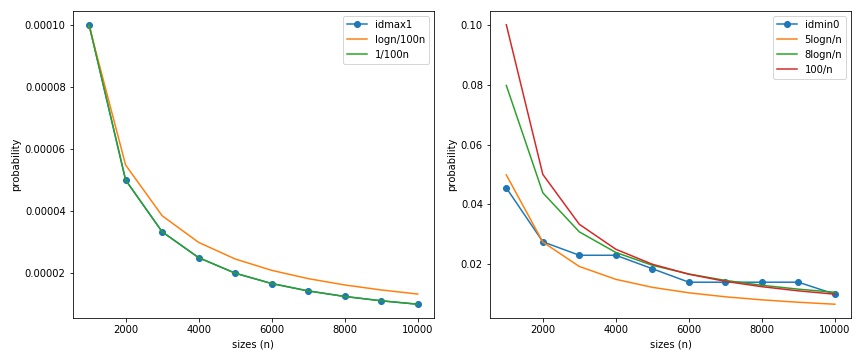 0.00010
0.00008
0.00006
0.00004
0.00002
probability
2000
4000
6000
8000
10000
sizes (n)
idmax1
logn/100n
1/100n
0.10
0.08
0.06
0.04
0.02
probability
2000
4000
6000
8000
10000
sizes (n)
idmin0
5logn/n
8logn/n
100/n